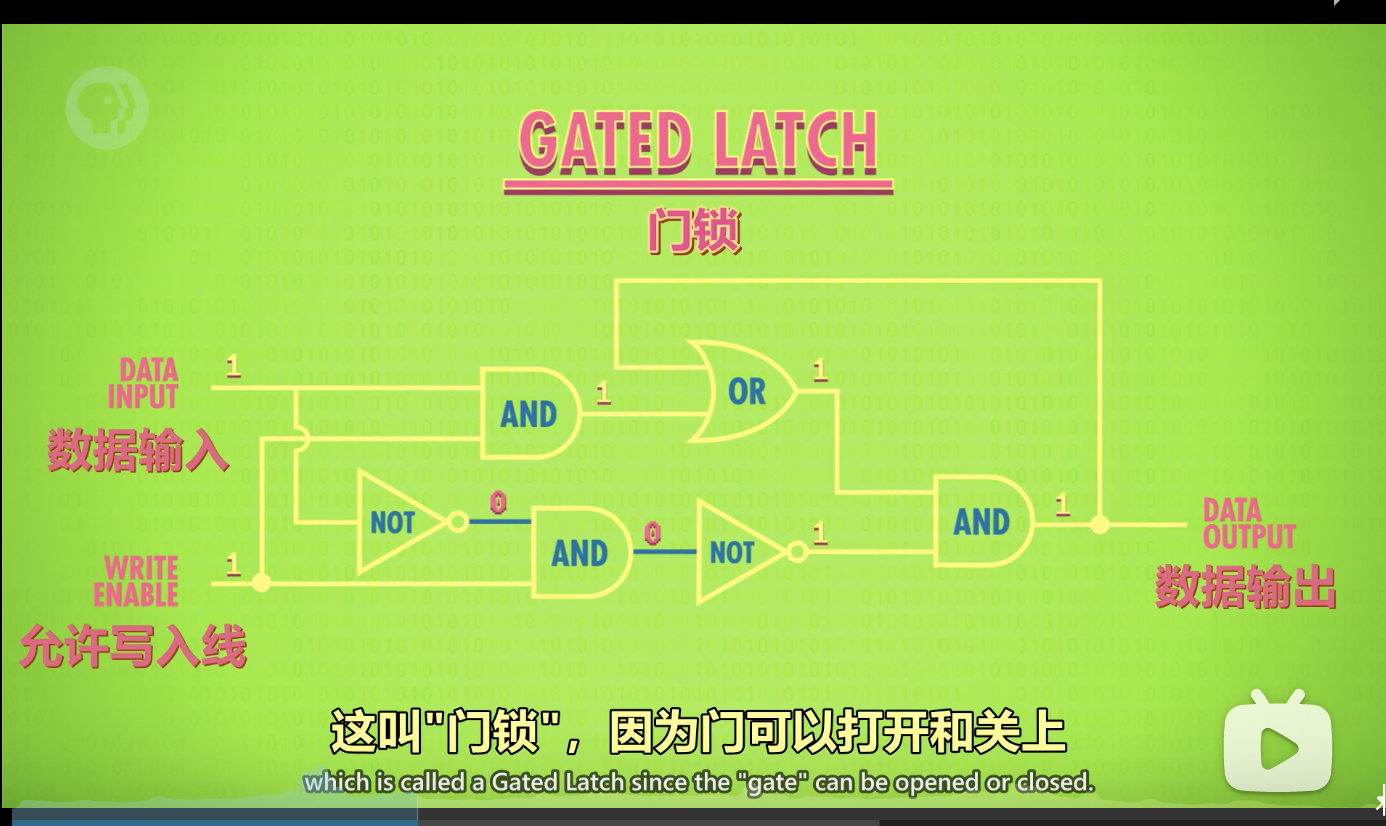 GATED LATCH
门锁
DATA
INPUT
1
数据输入
WRITE
ENABLE
1
允许写入线
AND
1
OR
1
NOT
0
AND
0
NOT
1
AND
1
DATA
OUTPUT
数据输出
这叫"门锁"，因为门可以打开和关上
which is called a Gated Latch since the "gate" can be opened or closed.